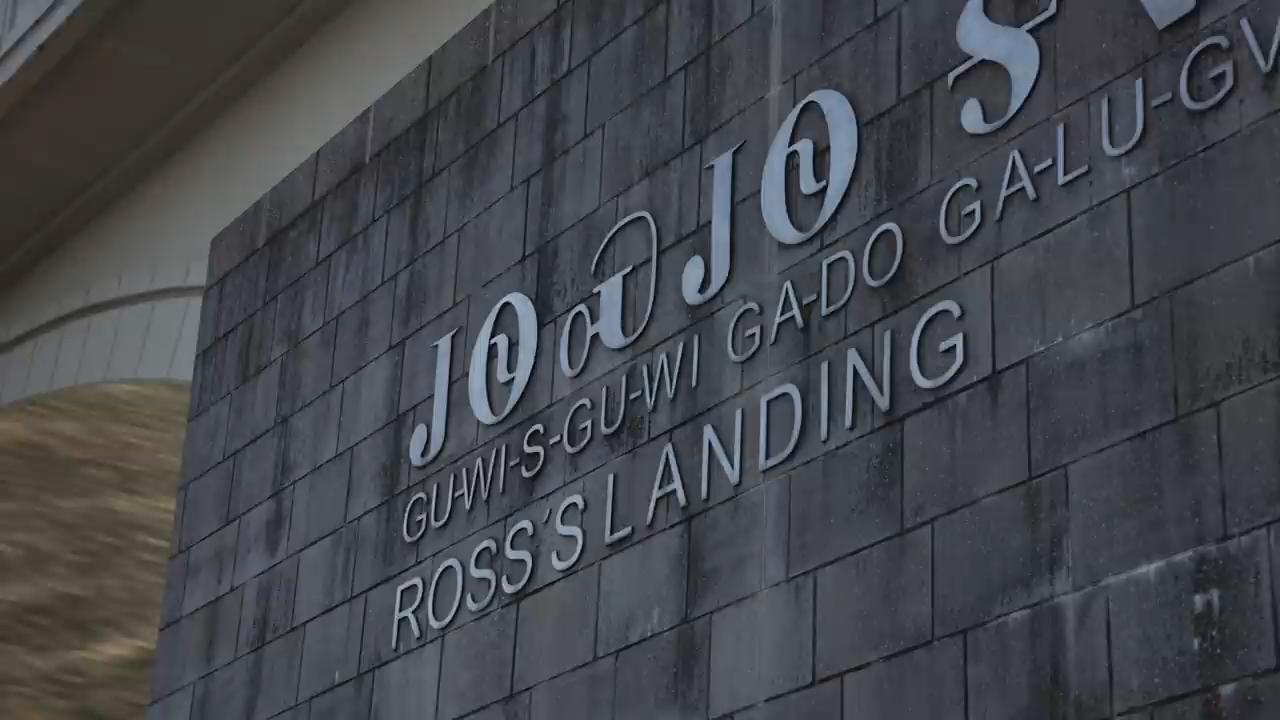 ᎫᏫᏍᎫᏫ Ꭶ
GU-WI-S-GU-WI GA-DO GA-LU-GV
ROSS'S LANDING